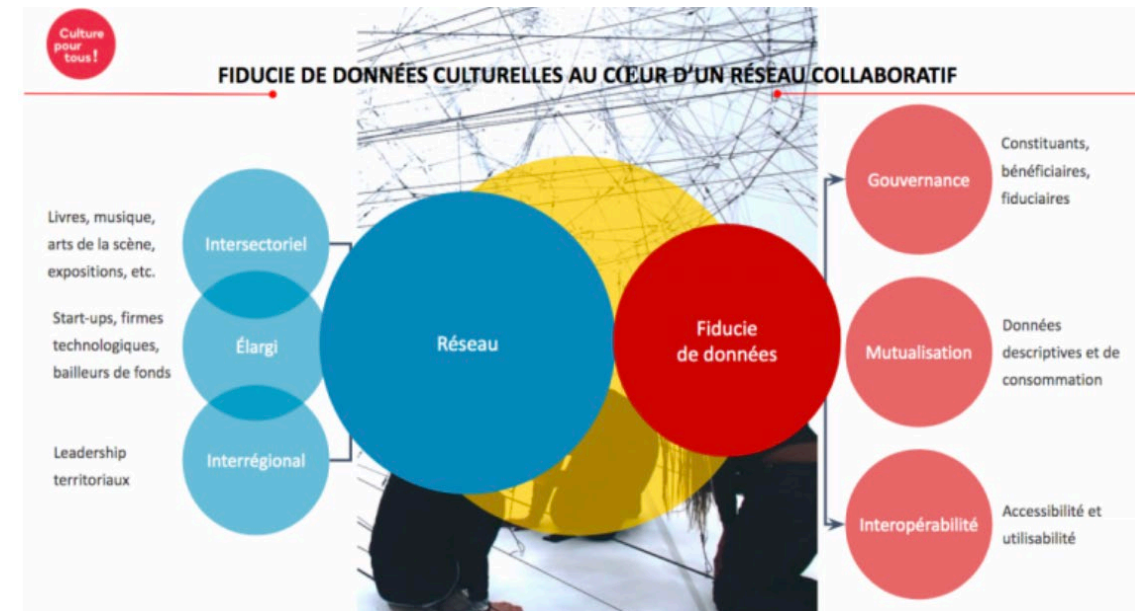 Culture
pour
tous !
FIDUCIE DE DONNÉES CULTURELLES AU CŒUR D'UN RÉSEAU COLLABORATIF
Livres, musique,
arts de la scène,
expositions, etc.
Intersectoriel
Start-ups, firmes
technologiques,
bailleurs de fonds
Élargi
Leadership
territoriaux
Interrégional
Réseau
Fiducie
de données
Gouvernance
Constituants,
bénéficiaires,
fiduciaires
Mutualisation
Données
descriptives et de
consommation
Interopérabilité
Accessibilité et
utilisabilité